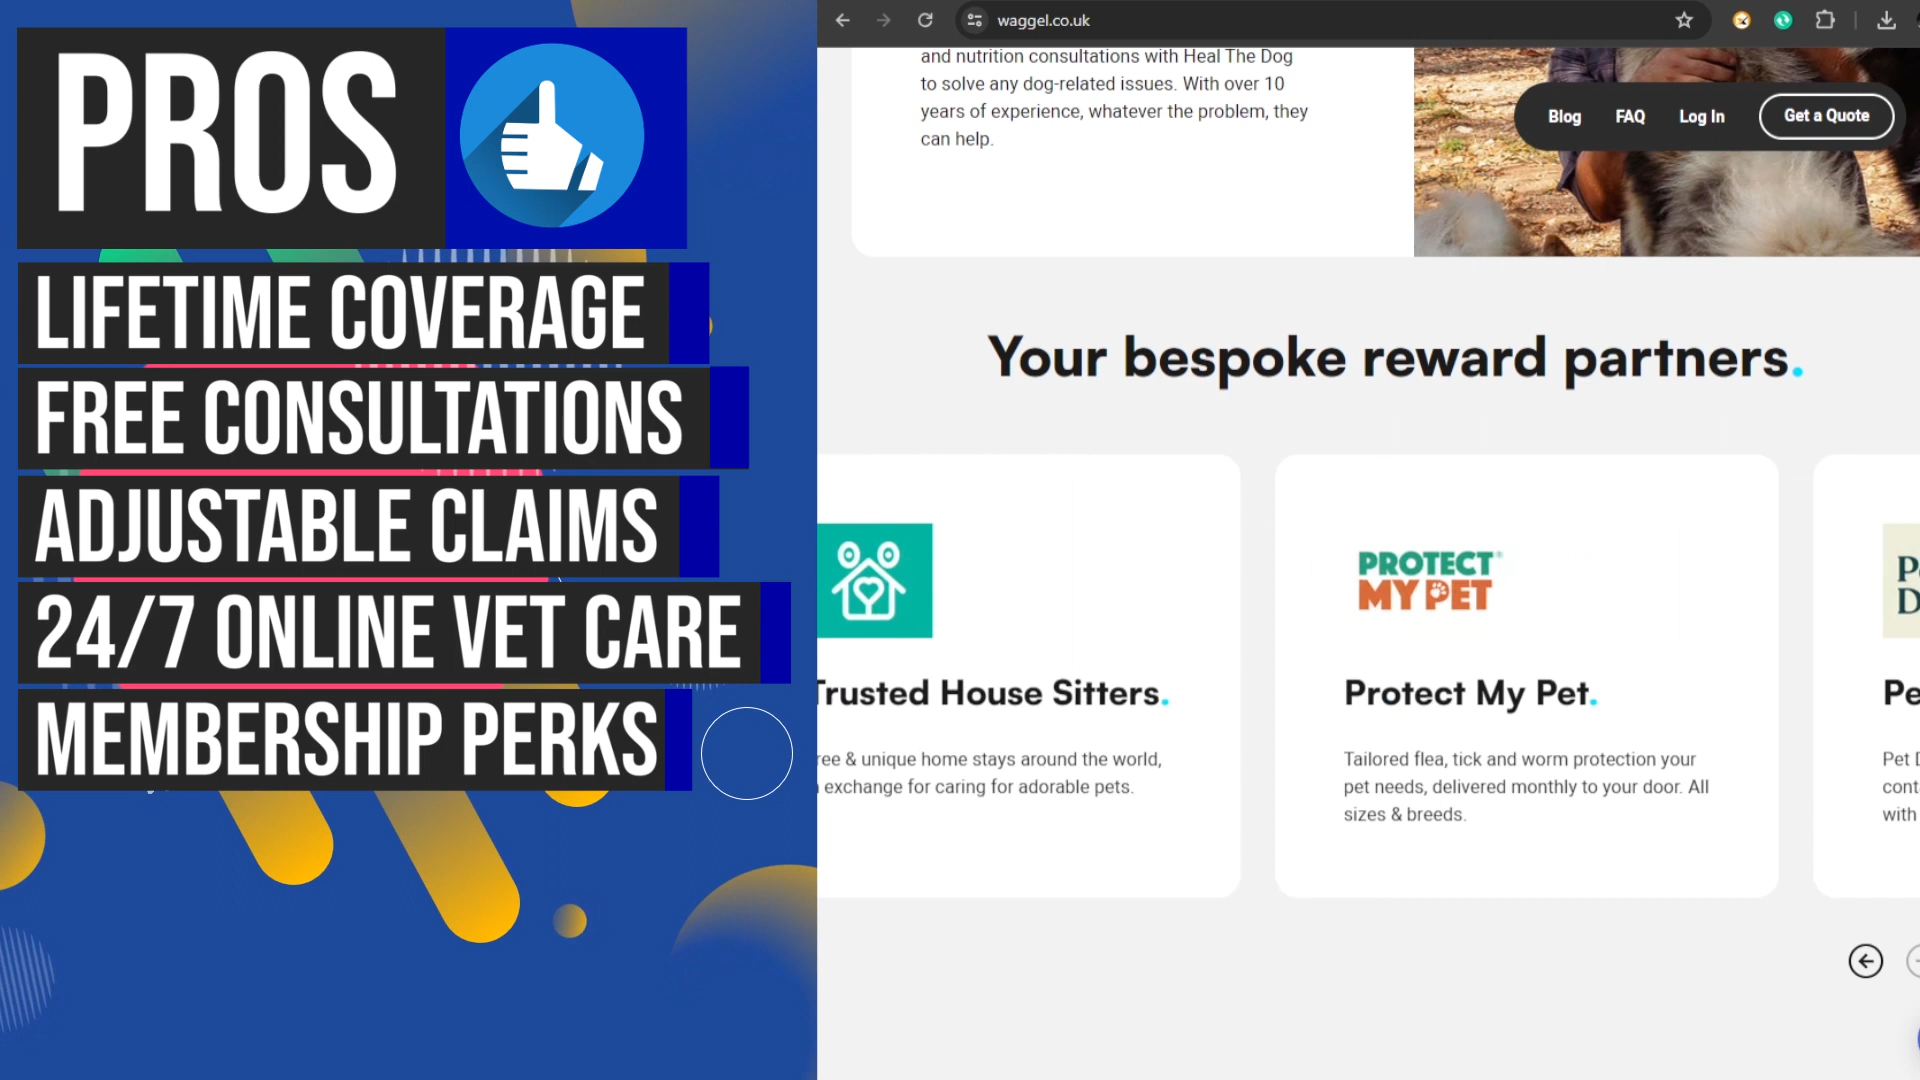 PROS
LIFETIME COVERAGE
FREE CONSULTATIONS
ADJUSTABLE CLAIMS
24/7 ONLINE VET CARE
MEMBERSHIP PERKS
waggel.co.uk
and nutrition consultations with Heal The Dog
to solve any dog-related issues. With over 10
years of experience, whatever the problem, they
can help.
Blog
FAQ
Log In
Get a Quote
Your bespoke reward partners.
Trusted House Sitters.
& unique home stays around the world,
exchange for caring for adorable pets.
PROTECT
MY PET
Protect My Pet.
Tailored flea, tick and worm protection your
pet needs, delivered monthly to your door. All
sizes & breeds.
Pet
with